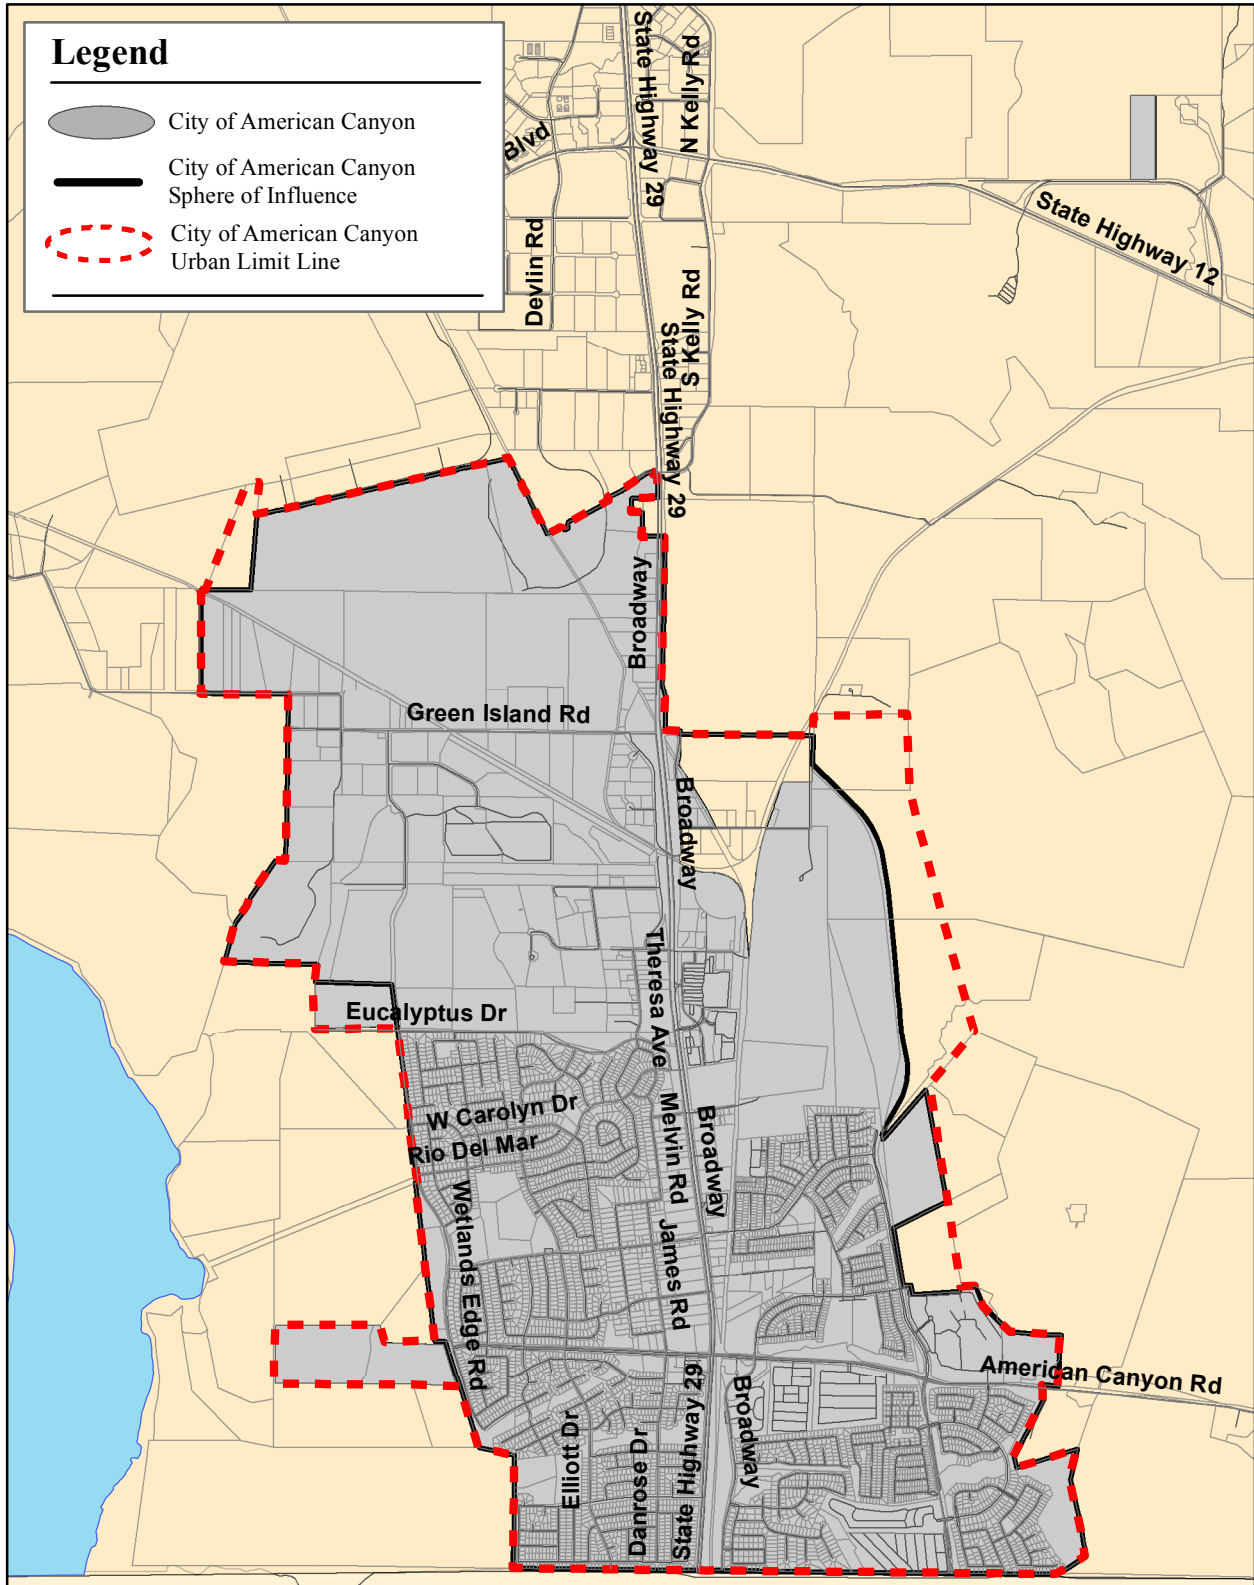 Legend
City of American Canyon
City of American Canyon
Sphere of Influence
City of American Canyon
Urban Limit Line
State Highway 29
N Kelly Rd
Blvd
State Highway 12
Devlin Rd
S Kelly Rd
State Highway 29
Broadway
Green Island Rd
Broadway
Theresa Ave
Eucalyptus Dr
W Carolyn Dr
Rio Del Mar
Melvin Rd
Broadway
Wetlands Edge Rd
James Rd
American Canyon Rd
Elliott Dr
Danrose Dr
State Highway 29
Broadway